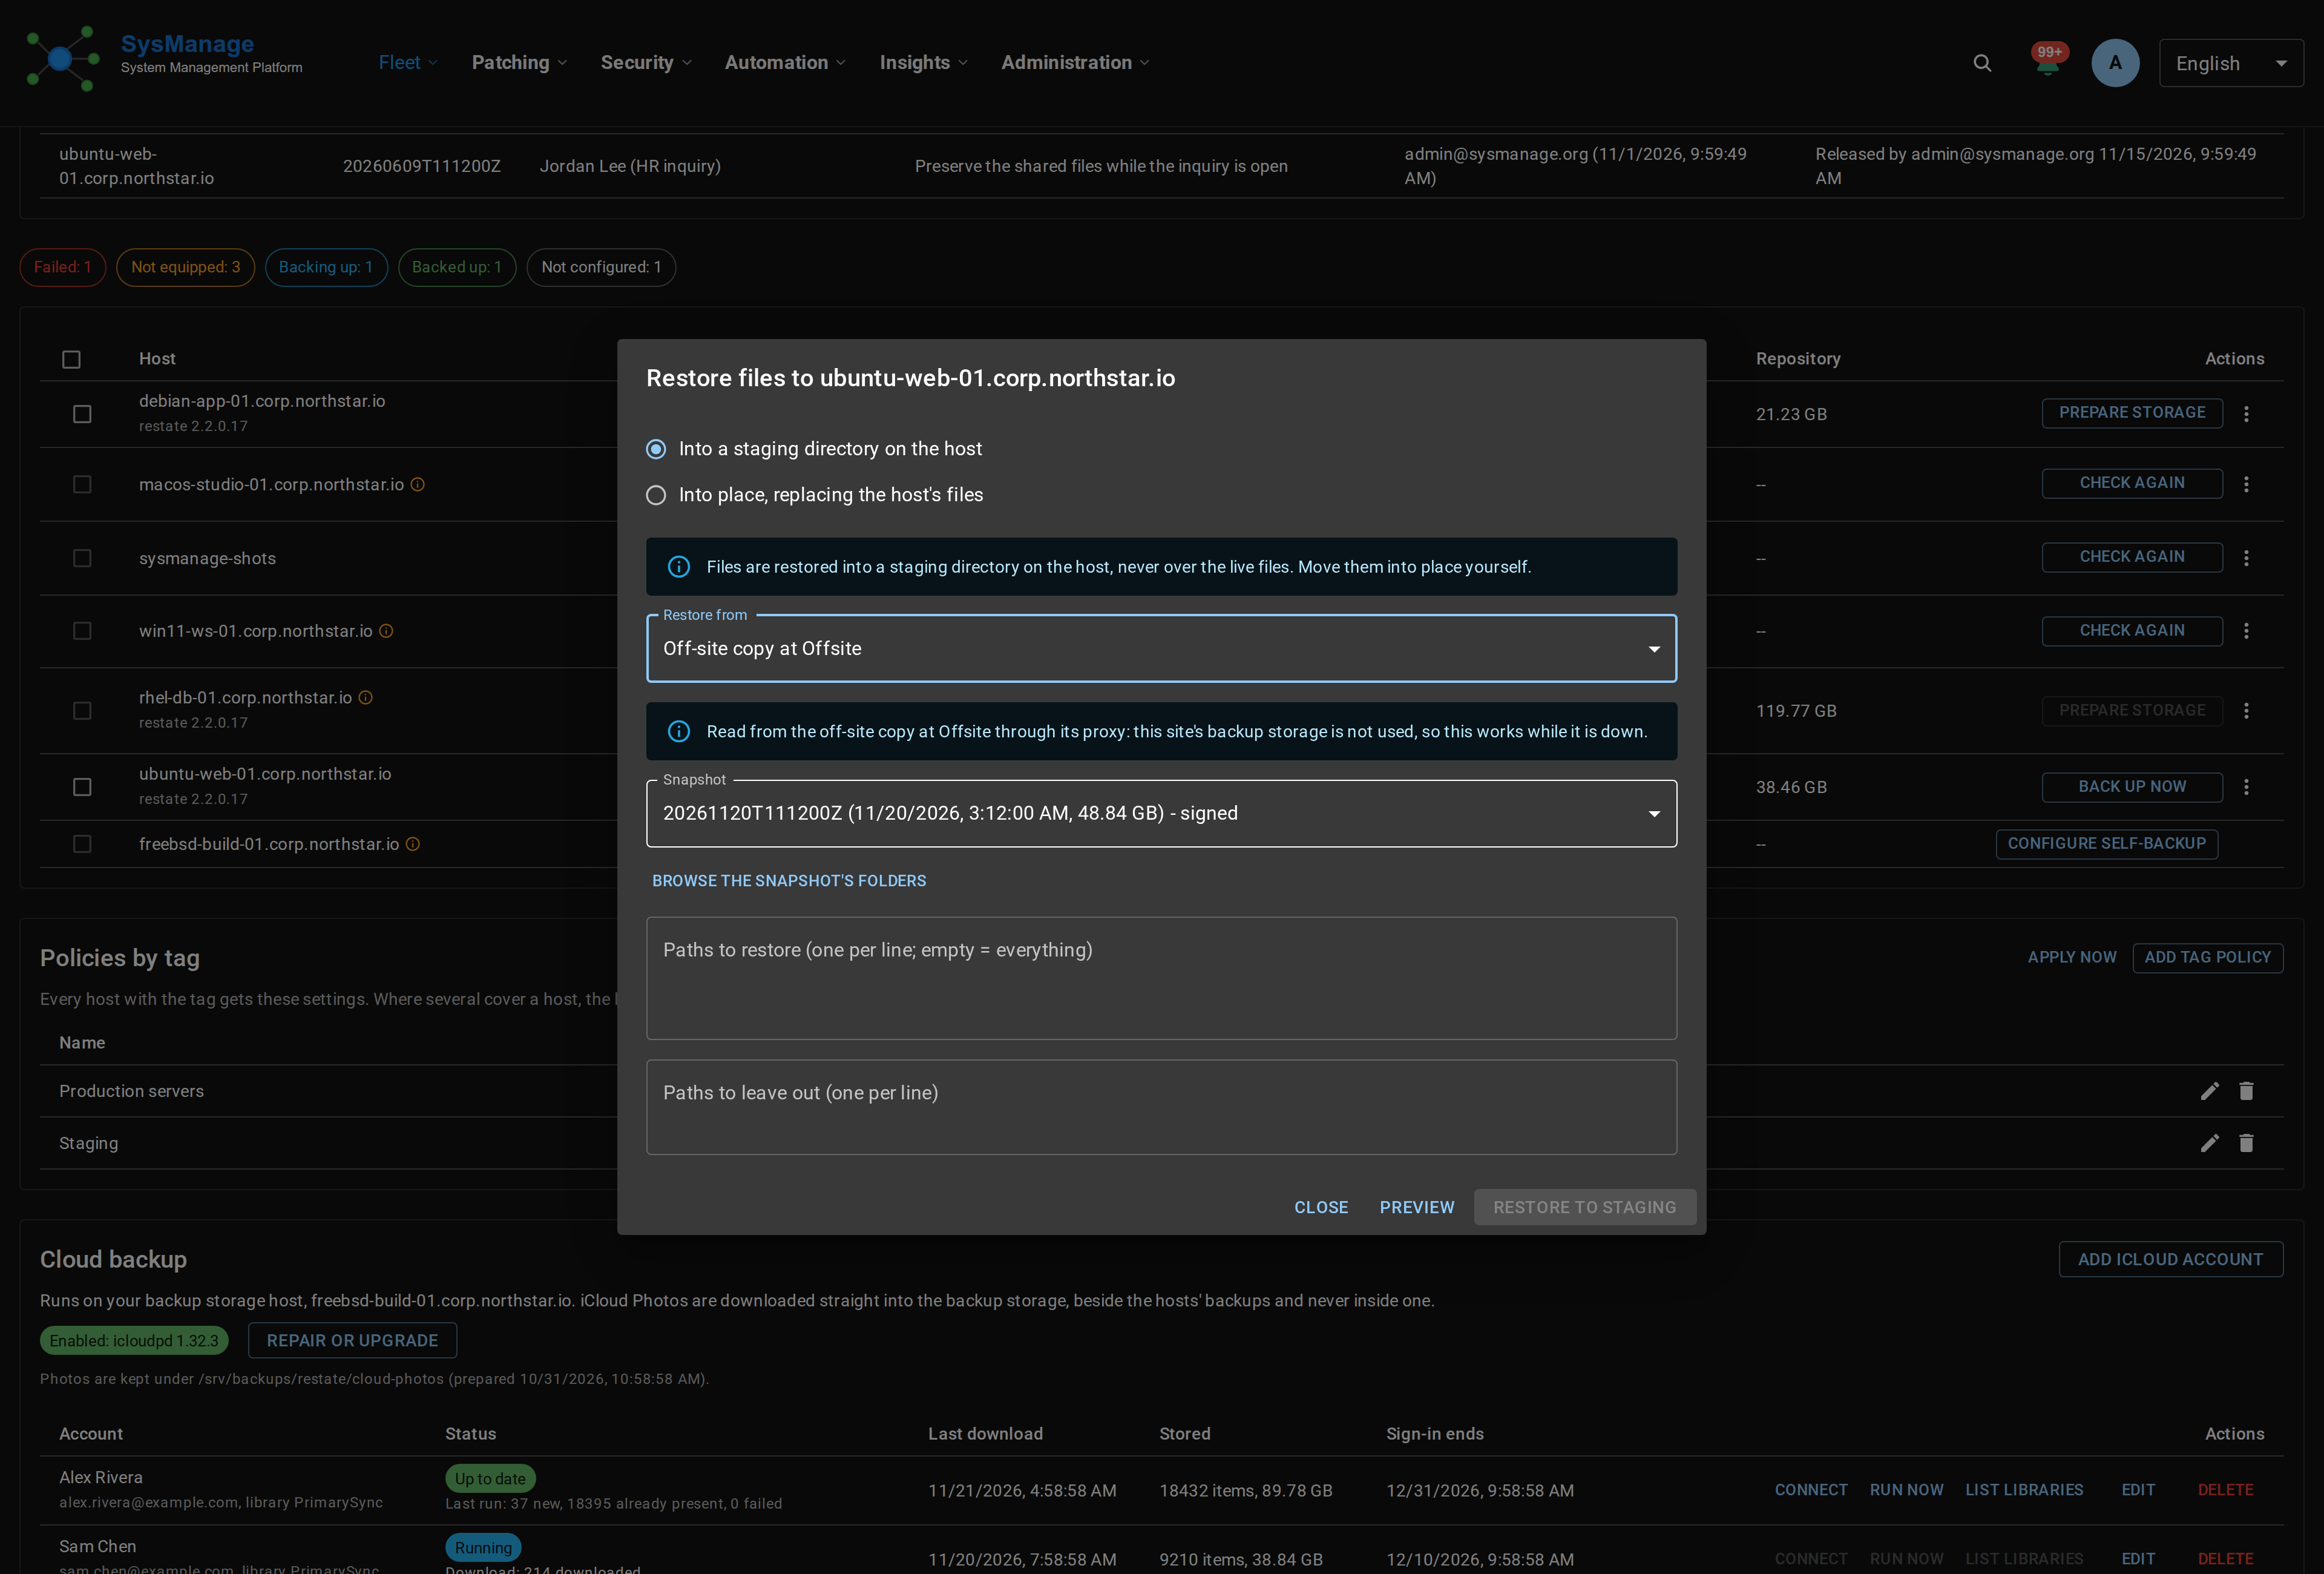 SysManage
System Management Platform
Fleet
Patching
Security
Automation
Insights
Administration
99+
A
English
ubuntu-web-
01.corp.northstar.io
20260609T111200Z
Jordan Lee (HR inquiry)
Preserve the shared files while the inquiry is open
admin@sysmanage.org (11/1/2026, 9:59:49
AM)
Released by admin@sysmanage.org 11/15/2026, 9:59:49
AM
Failed: 1
Not equipped: 3
Backing up: 1
Backed up: 1
Not configured: 1
Host
Repository
Actions
debian-app-01.corp.northstar.io
restate 2.2.0.17
21.23 GB
PREPARE STORAGE
macos-studio-01.corp.northstar.io
--
CHECK AGAIN
sysmanage-shots
--
CHECK AGAIN
win11-ws-01.corp.northstar.io
--
CHECK AGAIN
rhel-db-01.corp.northstar.io
restate 2.2.0.17
119.77 GB
PREPARE STORAGE
ubuntu-web-01.corp.northstar.io
restate 2.2.0.17
38.46 GB
BACK UP NOW
freebsd-build-01.corp.northstar.io
--
CONFIGURE SELF-BACKUP
Restore files to ubuntu-web-01.corp.northstar.io
Into a staging directory on the host
Into place, replacing the host's files
Files are restored into a staging directory on the host, never over the live files. Move them into place yourself.
Restore from
Off-site copy at Offsite
Read from the off-site copy at Offsite through its proxy: this site's backup storage is not used, so this works while it is down.
Snapshot
20261120T111200Z (11/20/2026, 3:12:00 AM, 48.84 GB) - signed
BROWSE THE SNAPSHOT'S FOLDERS
Paths to restore (one per line; empty = everything)
Paths to leave out (one per line)
CLOSE
PREVIEW
RESTORE TO STAGING
Policies by tag
APPLY NOW
ADD TAG POLICY
Every host with the tag gets these settings. Where several cover a host, the
Name
Production servers
Staging
Cloud backup
ADD ICLOUD ACCOUNT
Runs on your backup storage host, freebsd-build-01.corp.northstar.io. iCloud Photos are downloaded straight into the backup storage, beside the hosts' backups and never inside one.
Enabled: icloudpd 1.32.3
REPAIR OR UPGRADE
Photos are kept under /srv/backups/restate/cloud-photos (prepared 10/31/2026, 10:58:58 AM).
Account
Status
Last download
Stored
Sign-in ends
Actions
Alex Rivera
alex.rivera@example.com, library PrimarySync
Up to date
Last run: 37 new, 18395 already present, 0 failed
11/21/2026, 4:58:58 AM
18432 items, 89.78 GB
12/31/2026, 9:58:58 AM
CONNECT
RUN NOW
LIST LIBRARIES
EDIT
DELETE
Sam Chen
sam.chen@example.com, library PrimarySync
Running
Download: 214 downloaded
11/20/2026, 7:58:58 AM
9210 items, 38.84 GB
12/10/2026, 9:58:58 AM
CONNECT
RUN NOW
LIST LIBRARIES
EDIT
DELETE